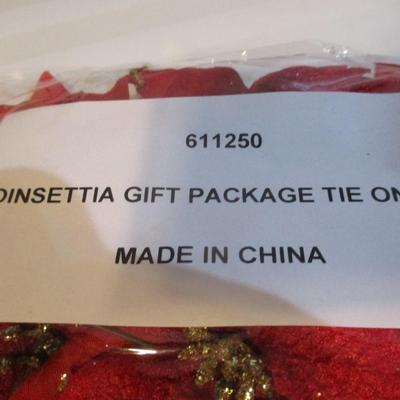 611250
OINSETTIA GIFT PACKAGE TIE ON
MADE IN CHINA